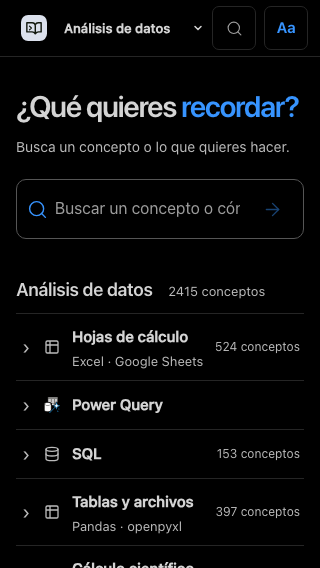 Análisis de datos
Aa
¿Qué quieres recordar?
Busca un concepto o lo que quieres hacer.
Buscar un concepto o cór
Análisis de datos 2415 conceptos
Hojas de cálculo
524 conceptos
Excel · Google Sheets
Power Query
SQL 153 conceptos
Tablas y archivos
397 conceptos
Pandas · openpyxl
Cálculo científico